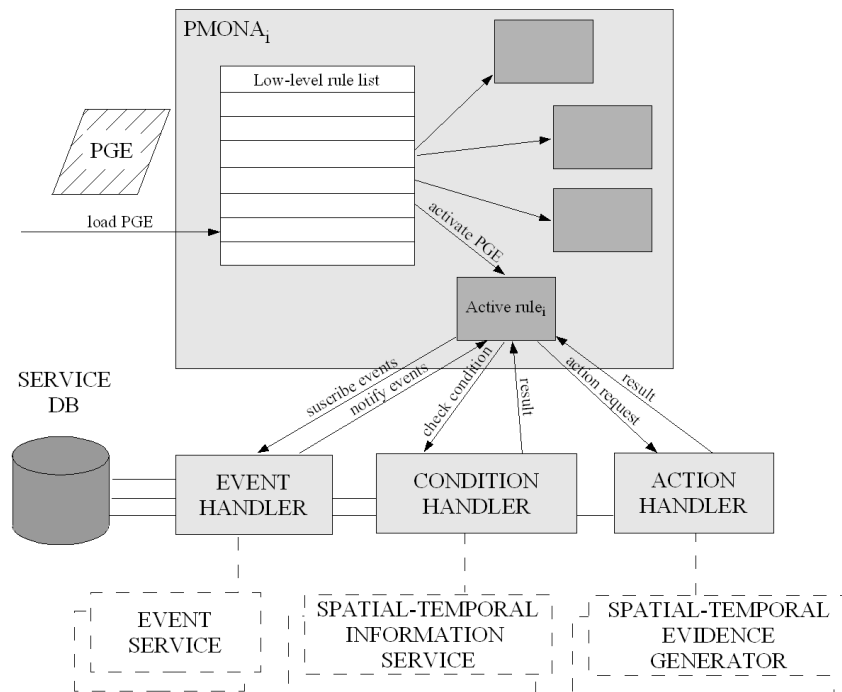 PMONAi
Low-level rule list
PGE
load PGE
activate PGE
Active rulei
SERVICE
DB
suscribe events
notify events
check condition
result
action request
result
EVENT
HANDLER
CONDITION
HANDLER
ACTION
HANDLER
EVENT
SERVICE
SPATIAL-TEMPORAL
INFORMATION
SERVICE
SPATIAL-TEMPORAL
EVIDENCE
GENERATOR